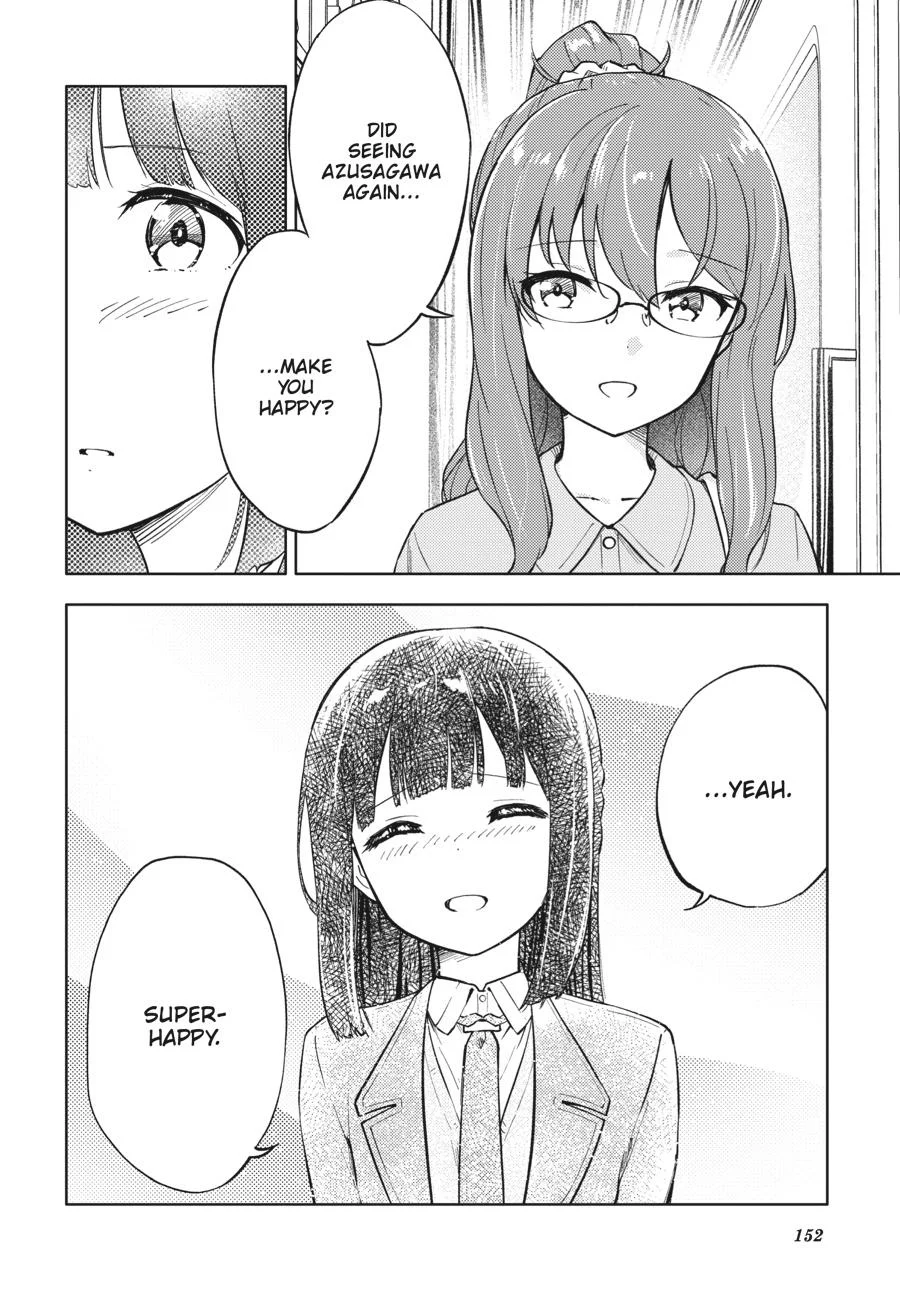 DID
SEEING
AZUSAGAWA
AGAIN...
...MAKE
YOU
HAPPY?
...YEAH.
SUPER-
HAPPY.
152